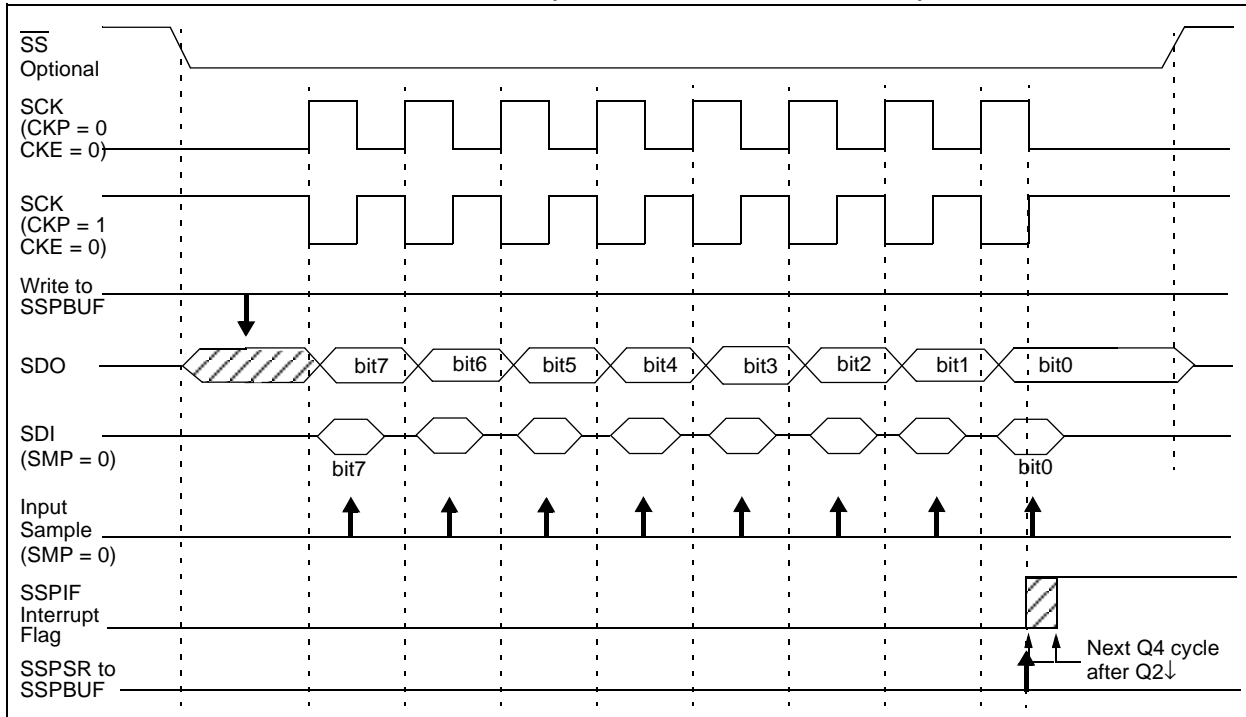 SS
Optional
SCK
(CKP = 0
CKE = 0)
SCK
(CKP = 1
CKE = 0)
Write to
SSPBUF
SDO
bit7 bit6 bit5 bit4 bit3 bit2 bit1 bit0
SDI
(SMP = 0)
bit7 bit0
Input
Sample
(SMP = 0)
SSPIF
Interrupt
Flag
Next Q4 cycle
after Q2↓
SSPSR to
SSPBUF